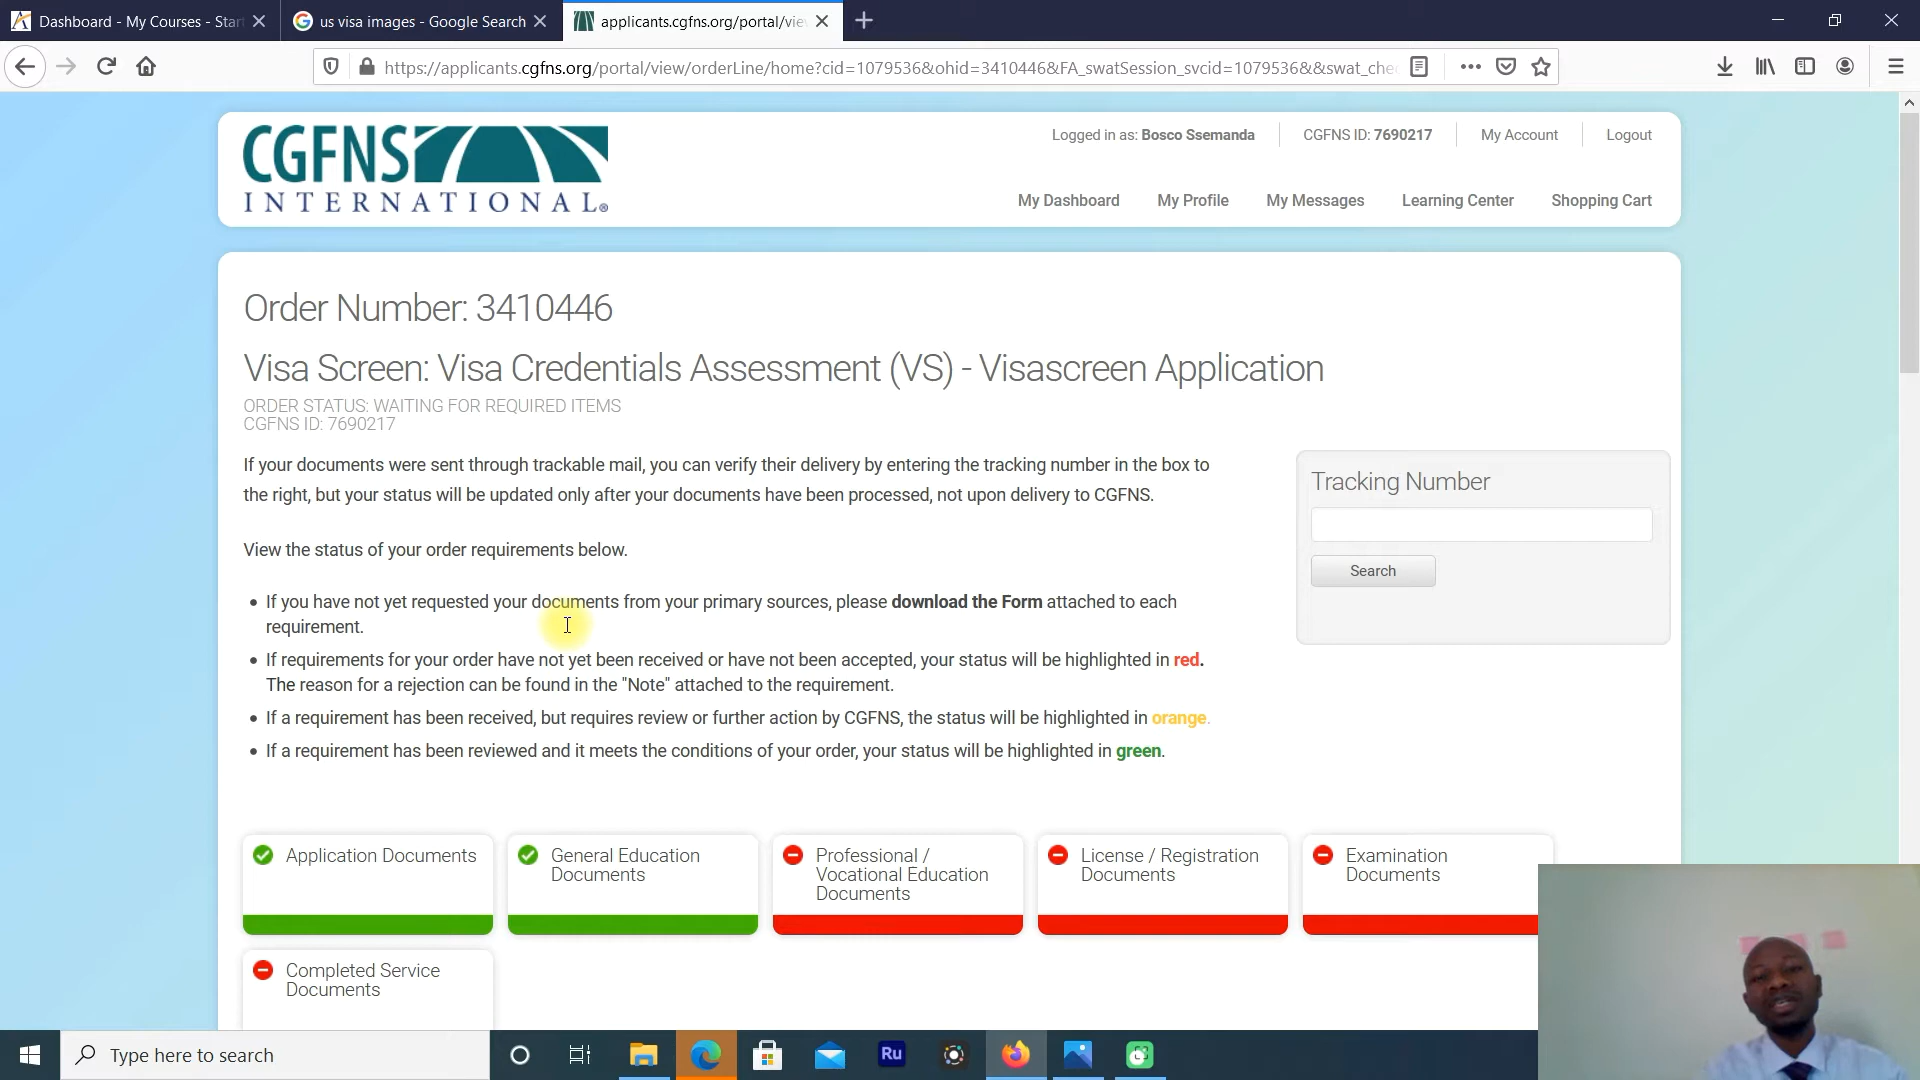 Dashboard - My Courses - Start
us visa images - Google Search
applicants.cgfns.org/portal/view
https://applicants.cgfns.org/portal/view/orderLine/home?cid=1079536&ohid=3410446&FA_swatSession_svcid=1079536&&swat_chec
CGFNS
INTERNATIONAL®
Logged in as: Bosco Ssemanda
CGFNS ID: 7690217
My Account
Logout
My Dashboard
My Profile
My Messages
Learning Center
Shopping Cart
Order Number: 3410446
Visa Screen: Visa Credentials Assessment (VS) - Visascreen Application
ORDER STATUS: WAITING FOR REQUIRED ITEMS
CGFNS ID: 7690217
If your documents were sent through trackable mail, you can verify their delivery by entering the tracking number in the box to
the right, but your status will be updated only after your documents have been processed, not upon delivery to CGFNS.
Tracking Number
Search
View the status of your order requirements below.
• If you have not yet requested your documents from your primary sources, please download the Form attached to each
requirement.
• If requirements for your order have not yet been received or have not been accepted, your status will be highlighted in red.
The reason for a rejection can be found in the "Note" attached to the requirement.
• If a requirement has been received, but requires review or further action by CGFNS, the status will be highlighted in orange.
• If a requirement has been reviewed and it meets the conditions of your order, your status will be highlighted in green.
Application Documents
General Education
Documents
Professional /
Vocational Education
Documents
License / Registration
Documents
Examination
Documents
Completed Service
Documents
Type here to search
Ru